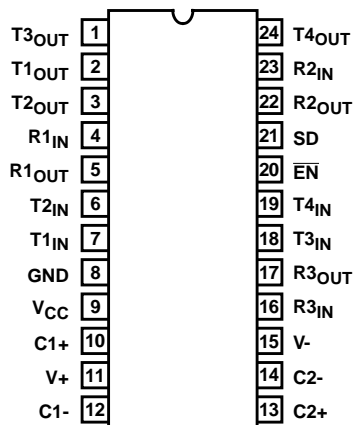 T3OUT 1 24 T4OUT
T1OUT 2 23 R2IN
T2OUT 3 22 R2OUT
R1IN 4 21 SD
R1OUT 5 20 EN
T2IN 6 19 T4IN
T1IN 7 18 T3IN
GND 8 17 R3OUT
VCC 9 16 R3IN
C1+ 10 15 V-
V+ 11 14 C2-
C1- 12 13 C2+